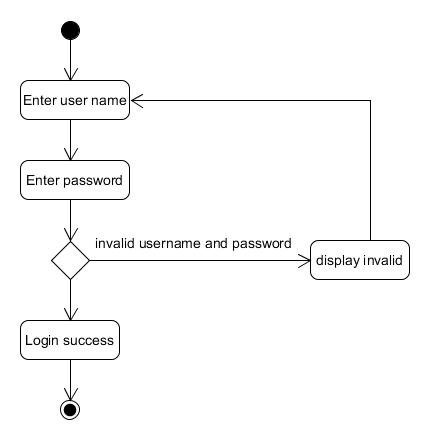 Enter user name
Enter password
invalid username and password
display invalid
Login success